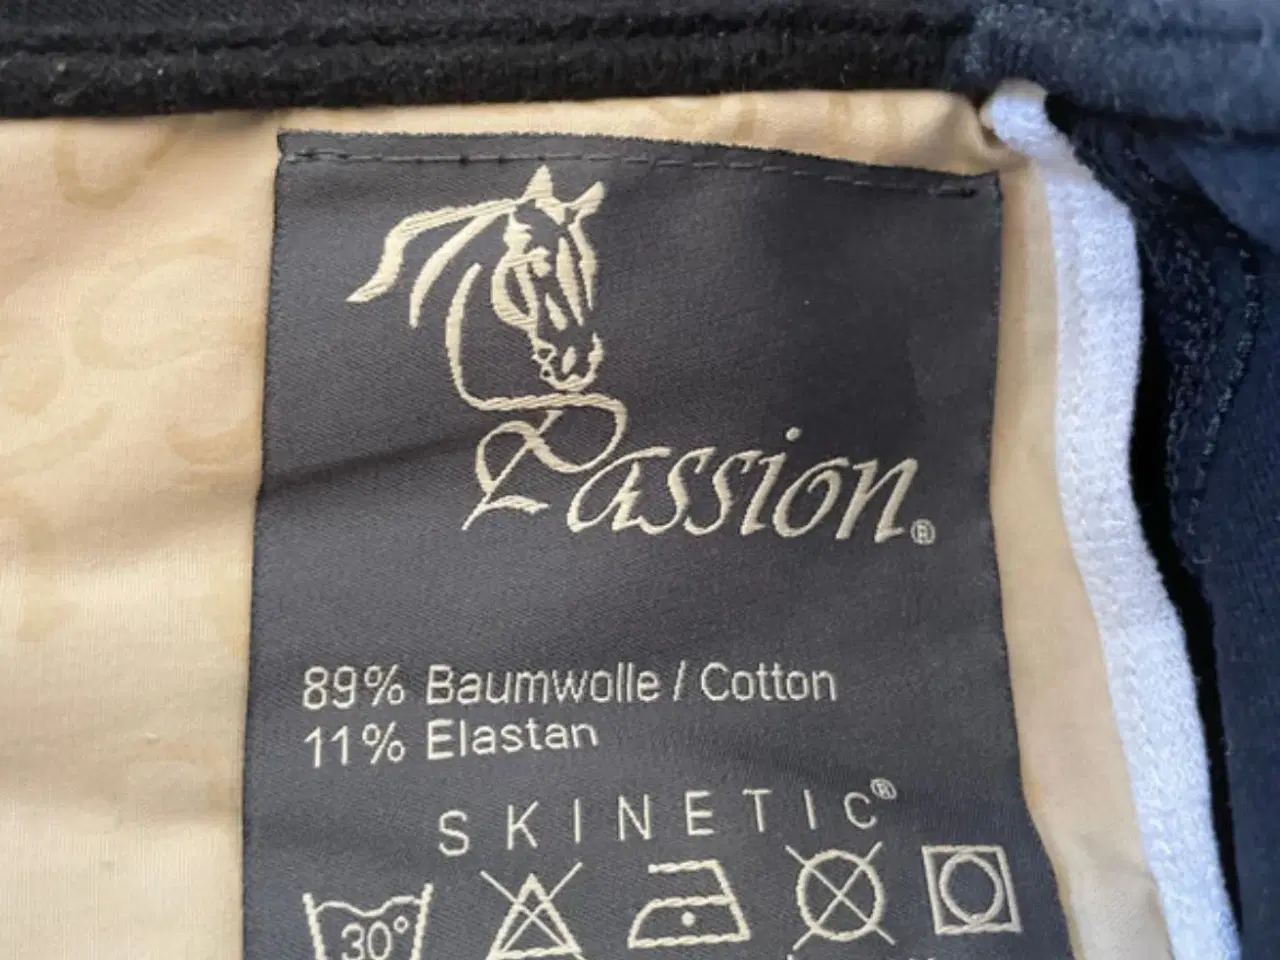 Passion®
89% Baumwolle / Cotton
11% Elastan
SKINETIC®
30°